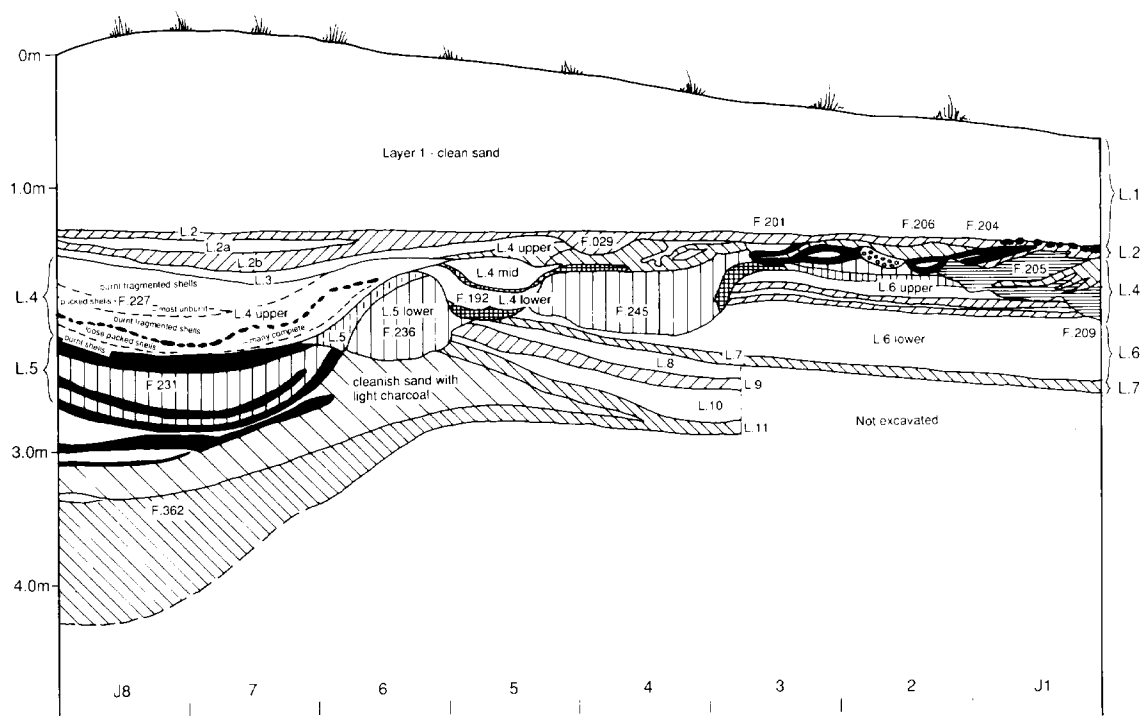 0m
Layer 1 - clean sand
1.0m
L.1
F.201
F.206
F.204
L.2
F.029
L.2a
L.4 upper
L.2
L.2b
L.3
L.4 mid
F.205
burnt fragmented shells
L.6 upper
L.4
L.4
packed shells
F.227
most unburnt
L.4 upper
F.192
L.4 lower
L.5 lower
F.245
burnt fragmented shells
F.236
F.209
loose packed shells
many complete
L.5
L.6 lower
burnt shells
L.7
L.6
L.5
L.8
F.231
L.9
L.7
cleanish sand with
light charcoal
L.10
L.11
Not excavated
3.0m
F.362
4.0m
J8
7
6
5
4
3
2
J1